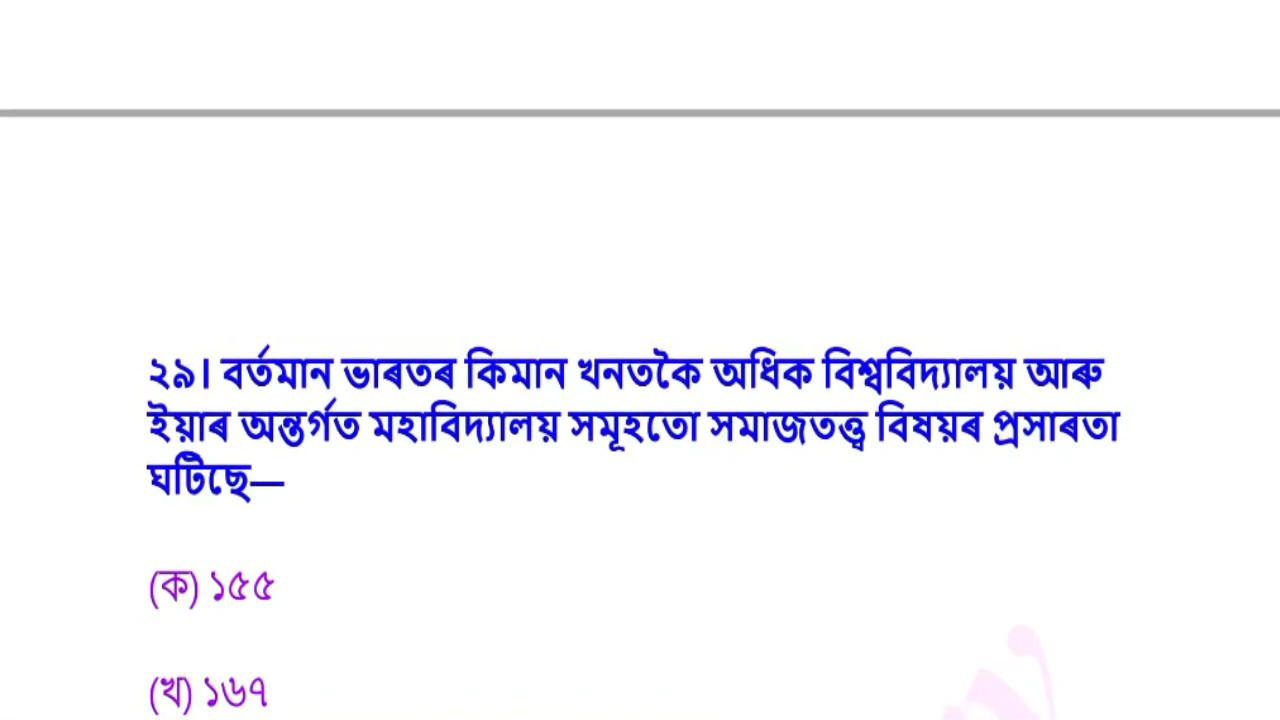 ২৯। বৰ্তমান ভাৰতৰ কিমান খনতকৈ অধিক বিশ্ববিদ্যালয় আৰু
ইয়াৰ অন্তৰ্গত মহাবিদ্যালয় সমূহতো সমাজতত্ত্ব বিষয়ৰ প্ৰসাৰতা
ঘটিছে—
(ক) ১৫৫
(খ) ১৬৭